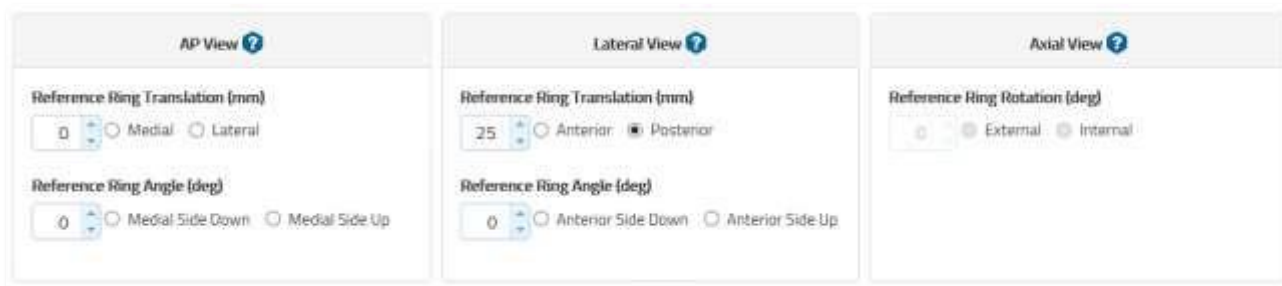 AP View ?
Reference Ring Translation (mm)
0 Medial Lateral
Reference Ring Angle (deg)
0 Medial Side Down Medial Side Up
Lateral View ?
Reference Ring Translation (mm)
25 Anterior Posterior
Reference Ring Angle (deg)
0 Anterior Side Down Anterior Side Up
Axial View ?
Reference Ring Rotation (deg)
0 External Internal